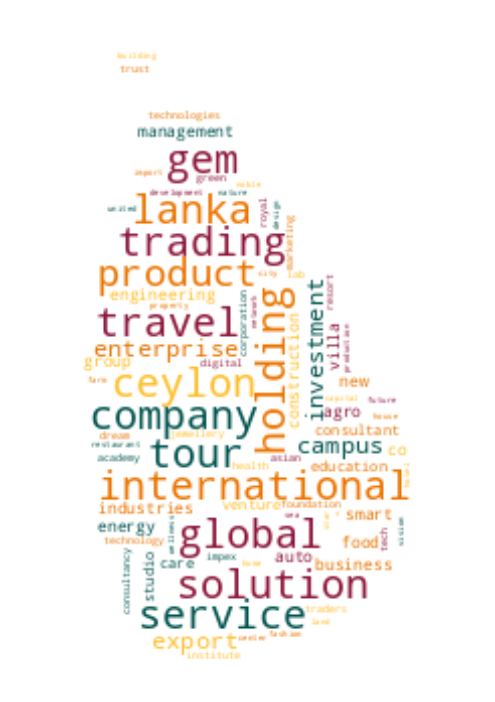 building
trust
technologies
management
gem
import
green
noble
development
nature
united
lanka
royal
design
trading
marketing
product
city
lab
engineering
property
holding
investment
resort
travel
corporation
network
construction
villa
production
enterprise
group
digital
farm
ceylon
new
capital
future
company
agro
house
dream
jewellery
consultant
restaurant
tour
campus
co
academy
health
asian
education
international
industries
venture
foundation
energy
wellness
global
sea
smart
tech
vision
technology
food
consultancy
studio
care
impex
home
auto
business
solution
service
traders
land
export
center
fashion
institute